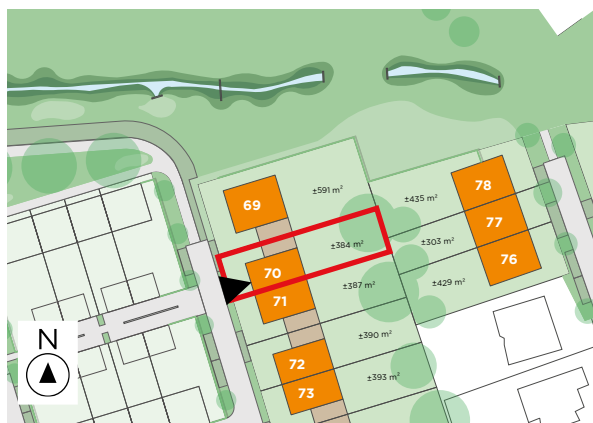 ±591 m²
69
±435 m²
78
±384 m²
±303 m²
77
70
±387 m²
±429 m²
76
71
±390 m²
72
±393 m²
73
N